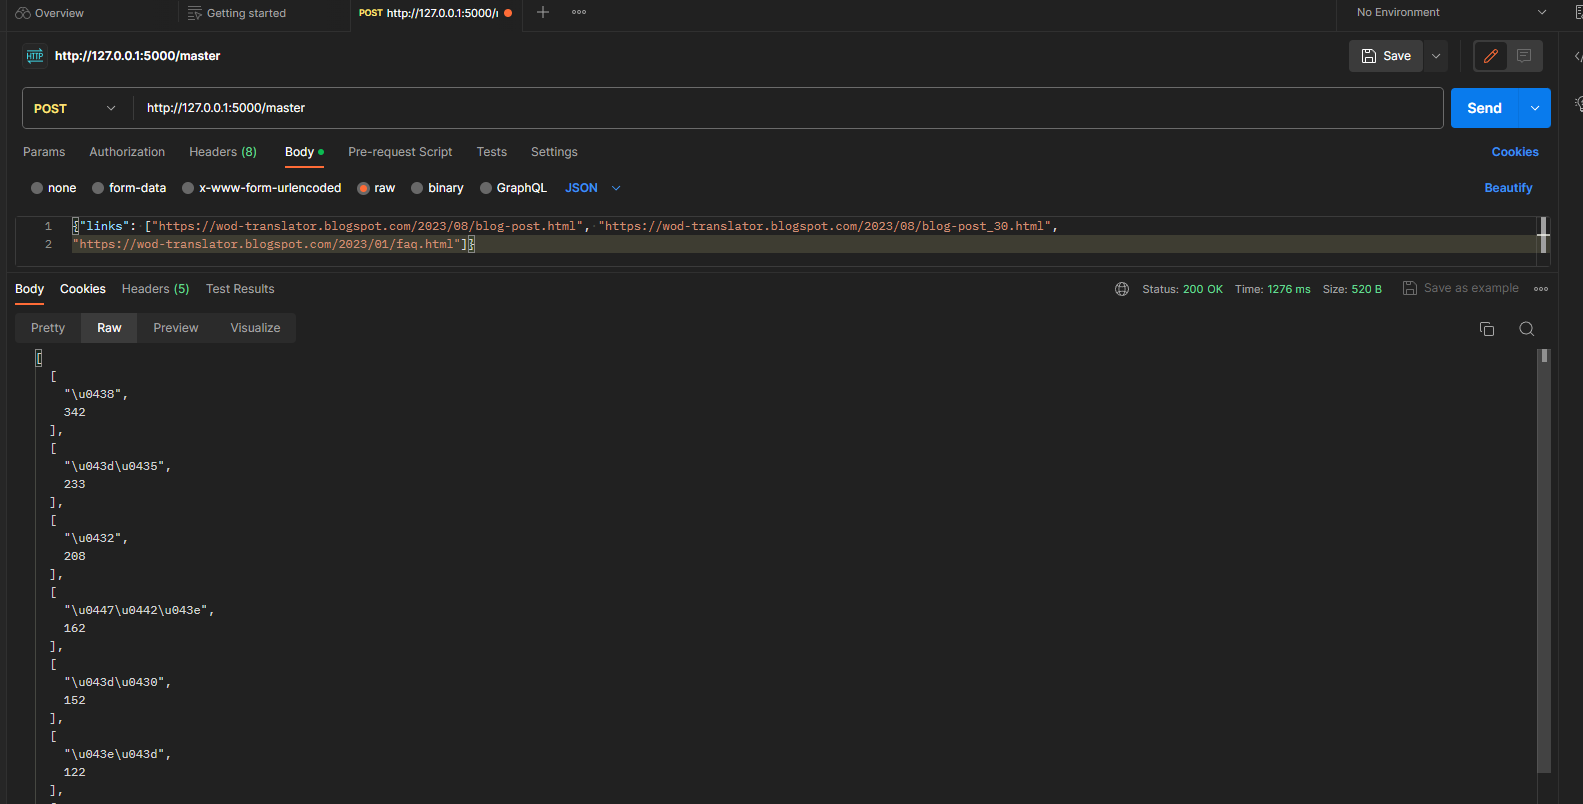 Overview
Getting started
POST http://127.0.0.1:5000/
No Environment
HTTP http://127.0.0.1:5000/master
Save
POST http://127.0.0.1:5000/master
Send
Params Authorization Headers (8) Body Pre-request Script Tests Settings
Cookies
none form-data x-www-form-urlencoded raw binary GraphQL JSON
Beautify
1 {"links": ["https://wod-translator.blogspot.com/2023/08/blog-post.html", "https://wod-translator.blogspot.com/2023/08/blog-post_30.html",
2 "https://wod-translator.blogspot.com/2023/01/faq.html"]}
Body Cookies Headers (5) Test Results
Status: 200 OK Time: 1276 ms Size: 520 B
Save as example
Pretty Raw Preview Visualize
[
[
"\u0438",
342
],
[
"\u043d\u0435",
233
],
[
"\u0432",
208
],
[
"\u0447\u0442\u043e",
162
],
[
"\u043d\u0430",
152
],
[
"\u043e\u043d",
122
],